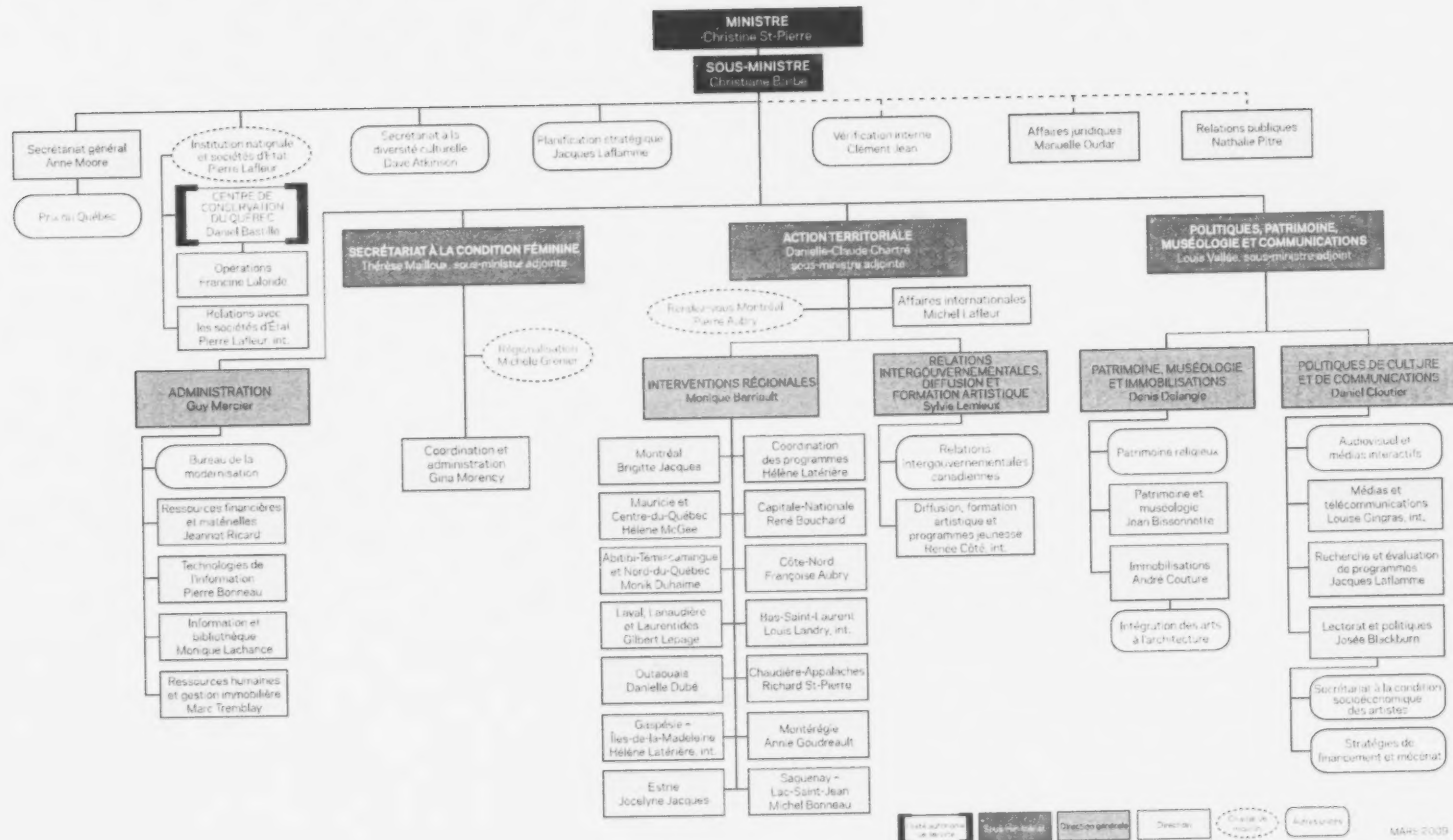 MINISTRE
Christine St-Pierre
SOUS-MINISTRE
Christiane Barbe
Secrétariat général
Anne Moore
Prix du Québec
Institution nationale
et sociétés d'État
Pierre Lafleur
CENTRE DE
CONSERVATION
DU QUÉBEC
Daniel Bastille
Opérations
Francine Lalonde
Relations avec
les sociétés d'État
Pierre Lafleur, int.
Secrétariat à la
diversité culturelle
Dave Atkinson
Planification stratégique
Jacques Laflamme
Vérification interne
Clément Jean
Affaires juridiques
Manuelle Oudar
Relations publiques
Nathalie Pitre
SECRÉTARIAT À LA CONDITION FÉMININE
Thérèse Mailloux, sous-ministre adjointe
Régionalisation
Michèle Grenier
Coordination et
administration
Gina Morency
ADMINISTRATION
Guy Mercier
Bureau de la
modernisation
Ressources financières
et matérielles
Jeannot Ricard
Technologies de
l'information
Pierre Bonneau
Information et
bibliothèque
Monique Lachance
Ressources humaines
et gestion immobilière
Marc Tremblay
ACTION TERRITORIALE
Danielle-Claude Chartré
sous-ministre adjointe
Rendez-vous Montréal
Pierre Aubry
Affaires internationales
Michel Lafleur
INTERVENTIONS RÉGIONALES
Monique Barriault
Montréal
Brigitte Jacques
Mauricie et
Centre-du-Québec
Hélène McGee
Abitibi-Témiscamingue
et Nord-du-Québec
Monik Duhaime
Laval, Lanaudière
et Laurentides
Gilbert Lepage
Outaouais
Danielle Dubé
Gaspésie –
Îles-de-la-Madeleine
Hélène Latérière, int.
Estrie
Jocelyne Jacques
Coordination
des programmes
Hélène Latérière
Capitale-Nationale
René Bouchard
Côte-Nord
Françoise Aubry
Bas-Saint-Laurent
Louis Landry, int.
Chaudière-Appalaches
Richard St-Pierre
Montérégie
Annie Goudreault
Saguenay –
Lac-Saint-Jean
Michel Bonneau
RELATIONS
INTERGOUVERNEMENTALES,
DIFFUSION ET
FORMATION ARTISTIQUE
Sylvie Lemieux
Relations
intergouvernementales
canadiennes
Diffusion, formation
artistique et
programmes jeunesse
Renée Côté, int.
POLITIQUES, PATRIMOINE,
MUSÉOLOGIE ET COMMUNICATIONS
Louis Vallée, sous-ministre adjoint
PATRIMOINE, MUSÉOLOGIE
ET IMMOBILISATIONS
Denis Delangie
Patrimoine religieux
Patrimoine et
muséologie
Jean Bissonnette
Immobilisations
André Couture
Intégration des arts
à l'architecture
POLITIQUES DE CULTURE
ET DE COMMUNICATIONS
Daniel Cloutier
Audiovisuel et
médias interactifs
Médias et
télécommunications
Louise Gingras, int.
Recherche et évaluation
de programmes
Jacques Laflamme
Lectorat et politiques
Josée Blackburn
Secrétariat à la condition
socioéconomique
des artistes
Stratégies de
financement et mécénat
Unité autonome
de service
Sous-ministériat
Direction générale
Direction
Chargé de
mission
Autres unités
MARS 2009